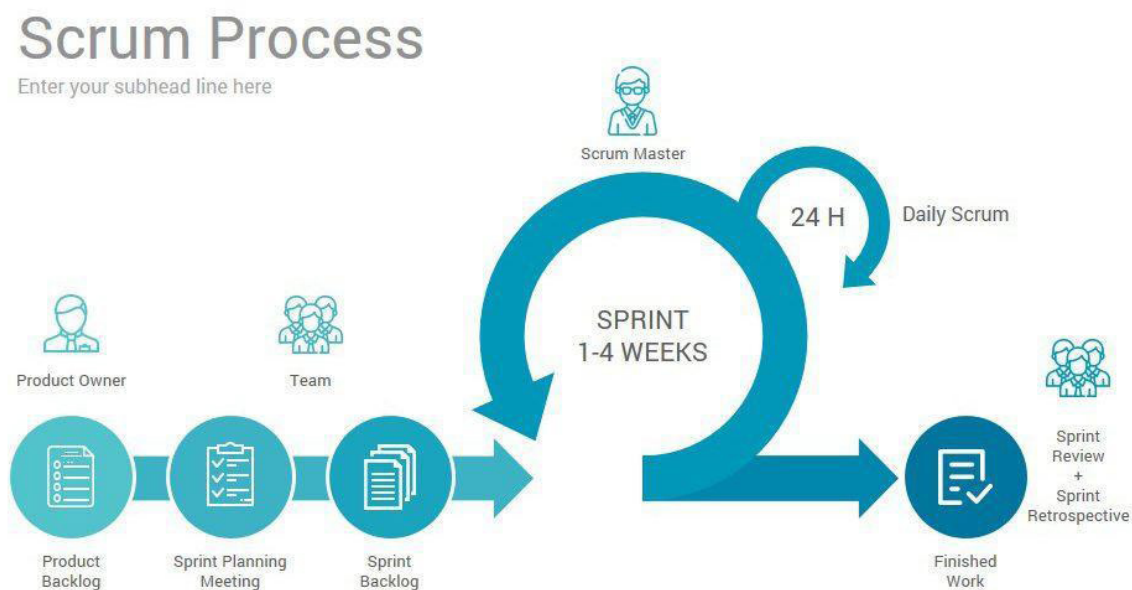 Scrum Process
Enter your subhead line here
Scrum Master
24 H
Daily Scrum
SPRINT
1-4 WEEKS
Product Owner
Team
Product
Backlog
Sprint Planning
Meeting
Sprint
Backlog
Finished
Work
Sprint
Review
+
Sprint
Retrospective